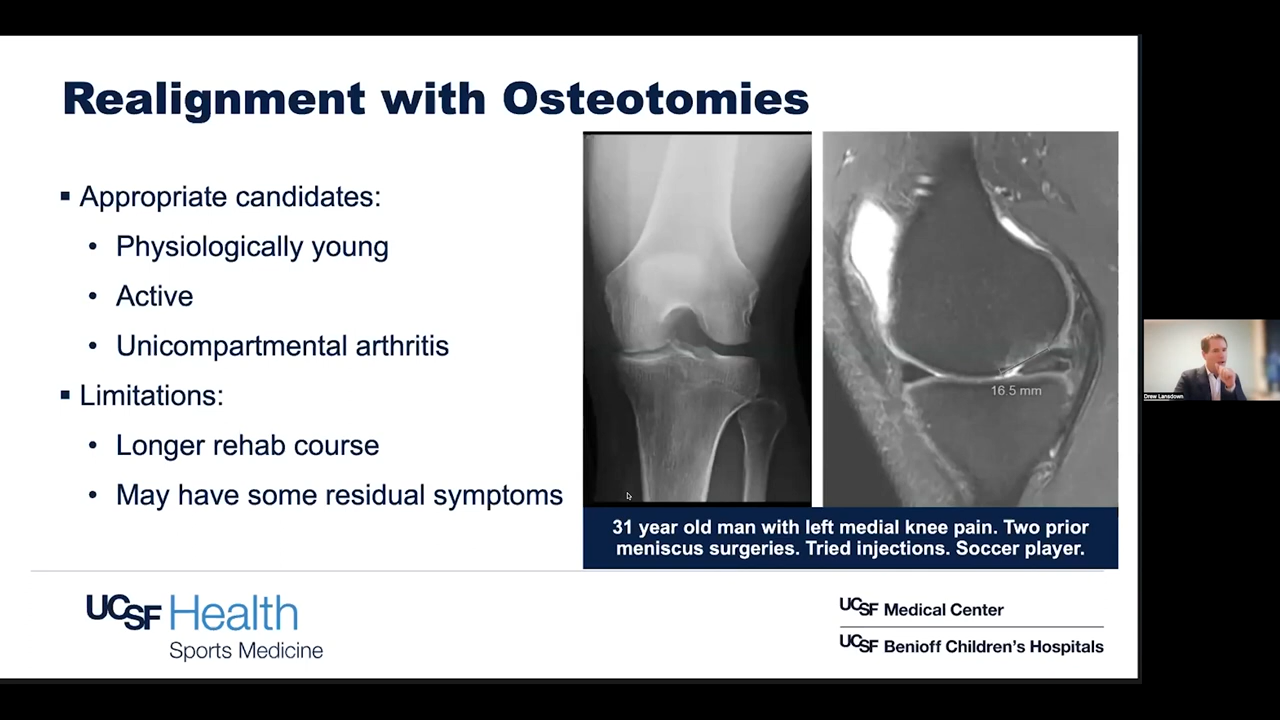 Realignment with Osteotomies
▪ Appropriate candidates:
• Physiologically young
• Active
• Unicompartmental arthritis
▪ Limitations:
• Longer rehab course
• May have some residual symptoms
16.5 mm
31 year old man with left medial knee pain. Two prior
meniscus surgeries. Tried injections. Soccer player.
UCSF Health
Sports Medicine
UCSF Medical Center
UCSF Benioff Children's Hospitals
Drew Lansdown